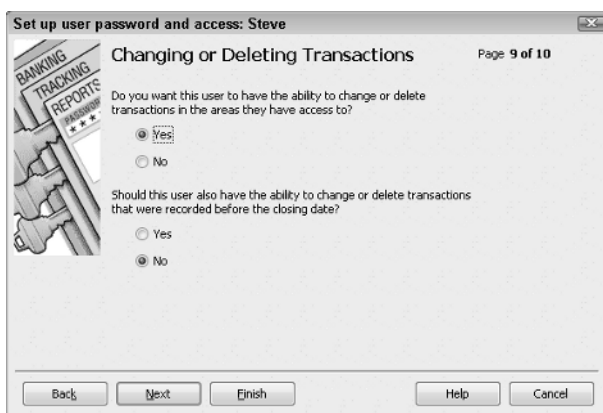 Set up user password and access: Steve
BANKING
TRACKING
REPORTS
PASSWORD
* * *
Changing or Deleting Transactions
Page 9 of 10
Do you want this user to have the ability to change or delete
transactions in the areas they have access to?
Yes
No
Should this user also have the ability to change or delete transactions
that were recorded before the closing date?
Yes
No
Back
Next
Finish
Help
Cancel